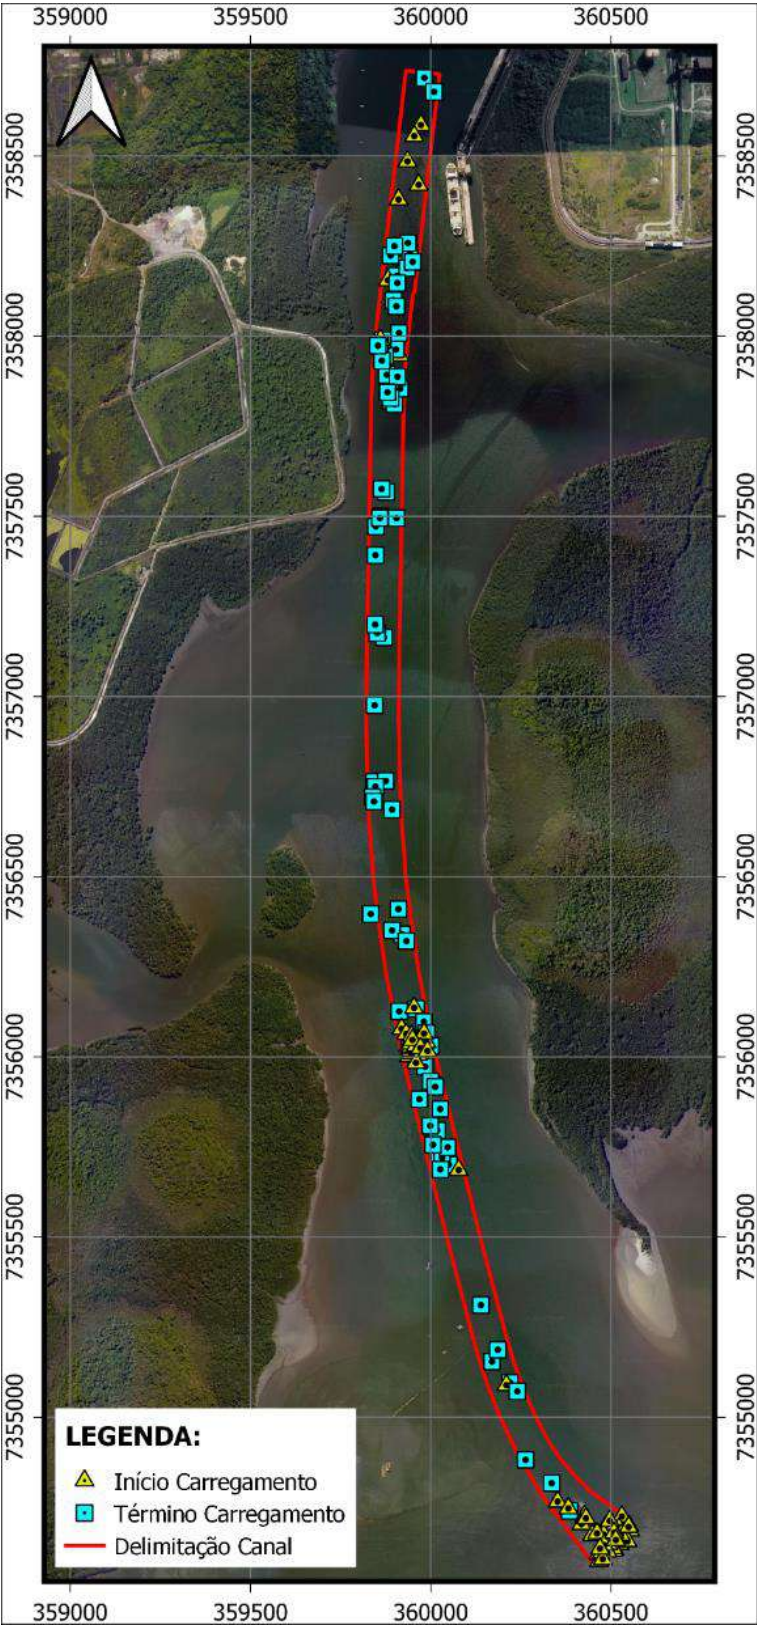 359000 359500 360000 360500
7358500 7358500
7358000 7358000
7357500 7357500
7357000 7357000
7356500 7356500
7356000 7356000
7355500 7355500
7355000 7355000
LEGENDA:
Início Carregamento
Término Carregamento
Delimitação Canal
359000 359500 360000 360500